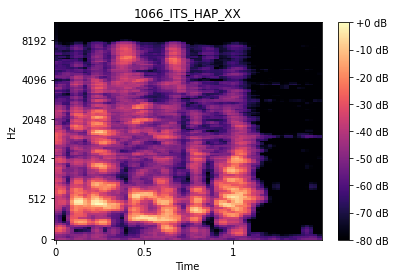 1066_ITS_HAP_XX
+0 dB
8192
-10 dB
4096
-20 dB
-30 dB
2048
Hz
-40 dB
1024
-50 dB
512
-60 dB
-70 dB
0
-80 dB
0
0.5
1
Time